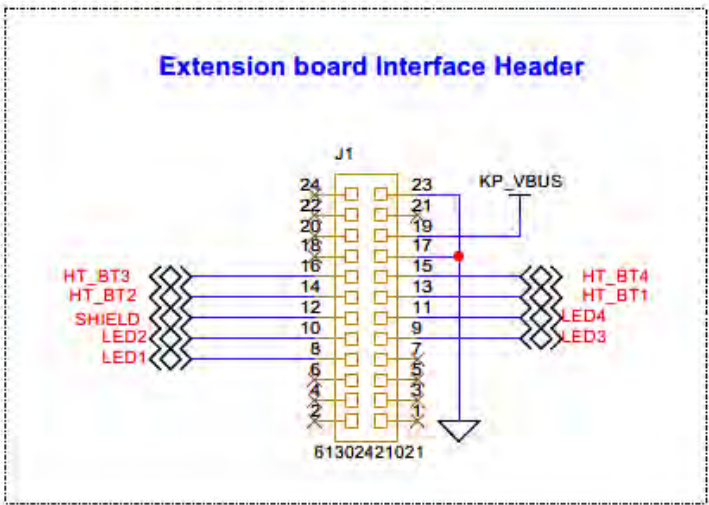 Extension board Interface Header
J1
24 23 KP_VBUS
22 21
20 19
18 17
HT_BT3 16 15 HT_BT4
HT_BT2 14 13 HT_BT1
SHIELD 12 11 LED4
LED2 10 9 LED3
LED1 8 7
6 5
4 3
2 1
61302421021